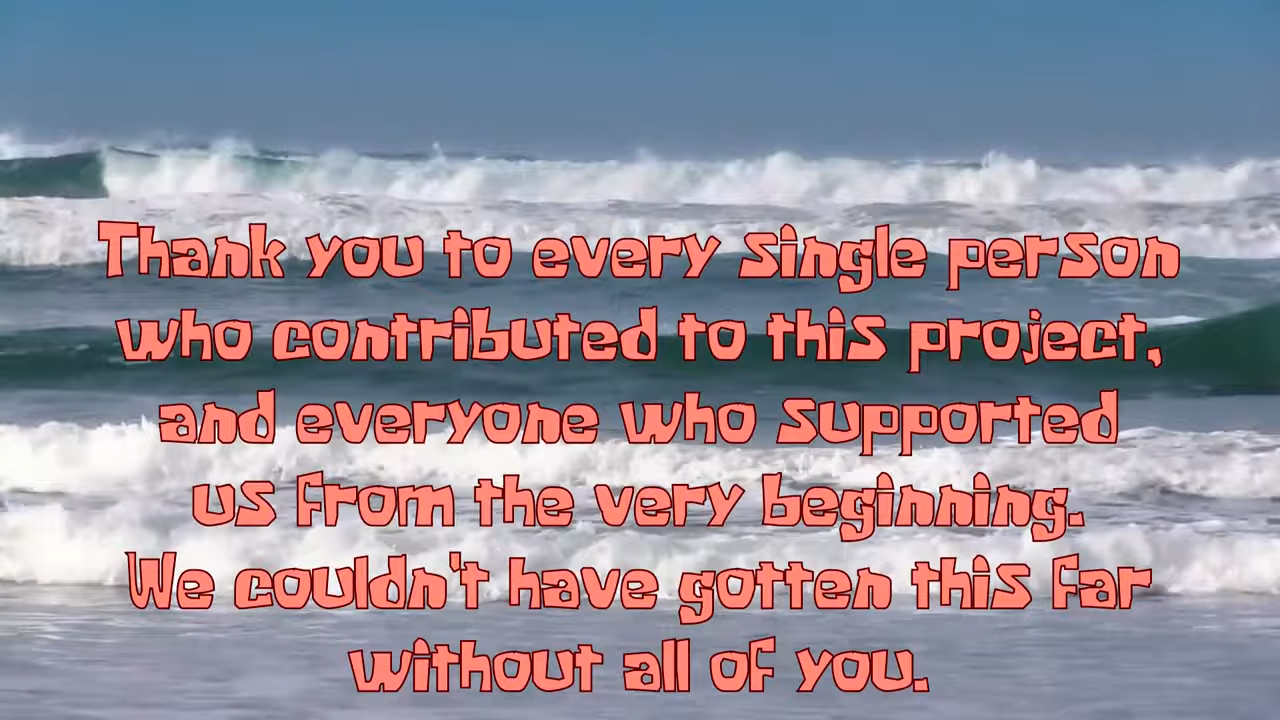 Thank you to every single person
who contributed to this project,
and everyone who supported
us from the very beginning.
We couldn't have gotten this far
without all of you.